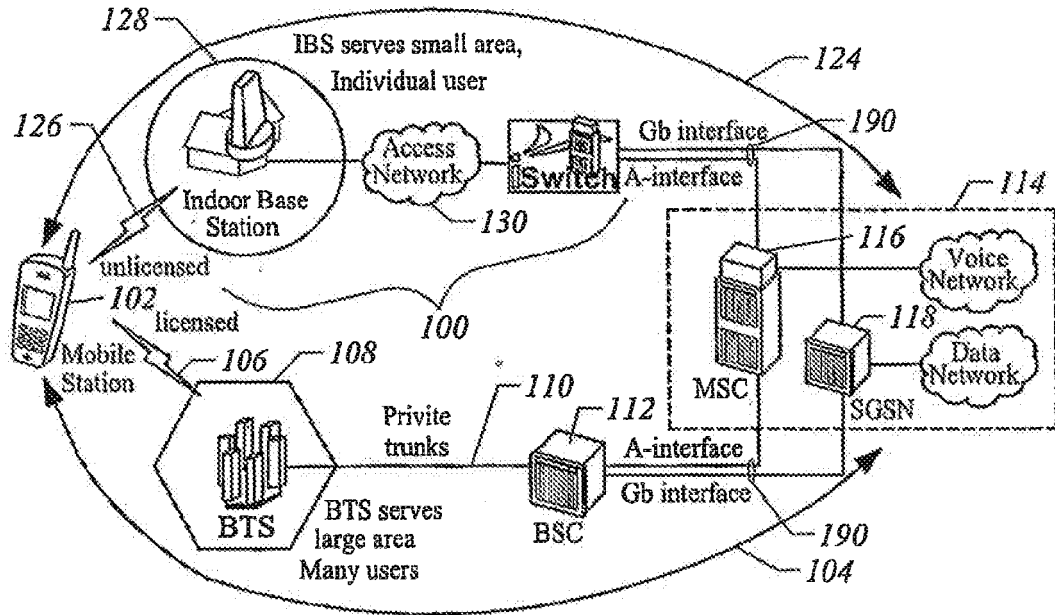 128
IBS serves small area,
Individual user
124
126
Access
Network
Switch
Gb interface
190
A-interface
114
Indoor Base
Station
130
116
Voice
Network
unlicensed
102
licensed
100
118
Mobile
Station
106
108
110
Data
Network
MSC
SGSN
112
Privite
trunks
A-interface
Gb interface
BTS
BTS serves
large area
Many users
BSC
190
104